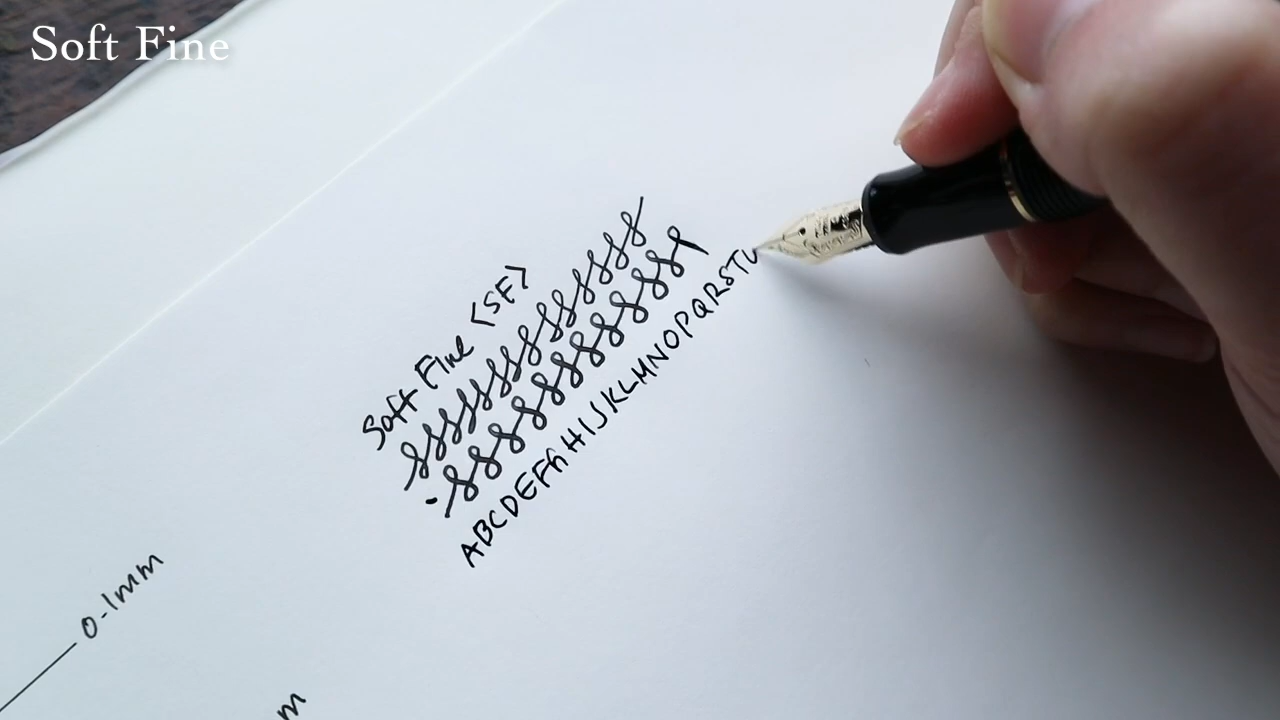 Soft Fine
Soft Fine <SF>
ABCDEFGHIJKLMNOPQRSTU
0.1mm
m